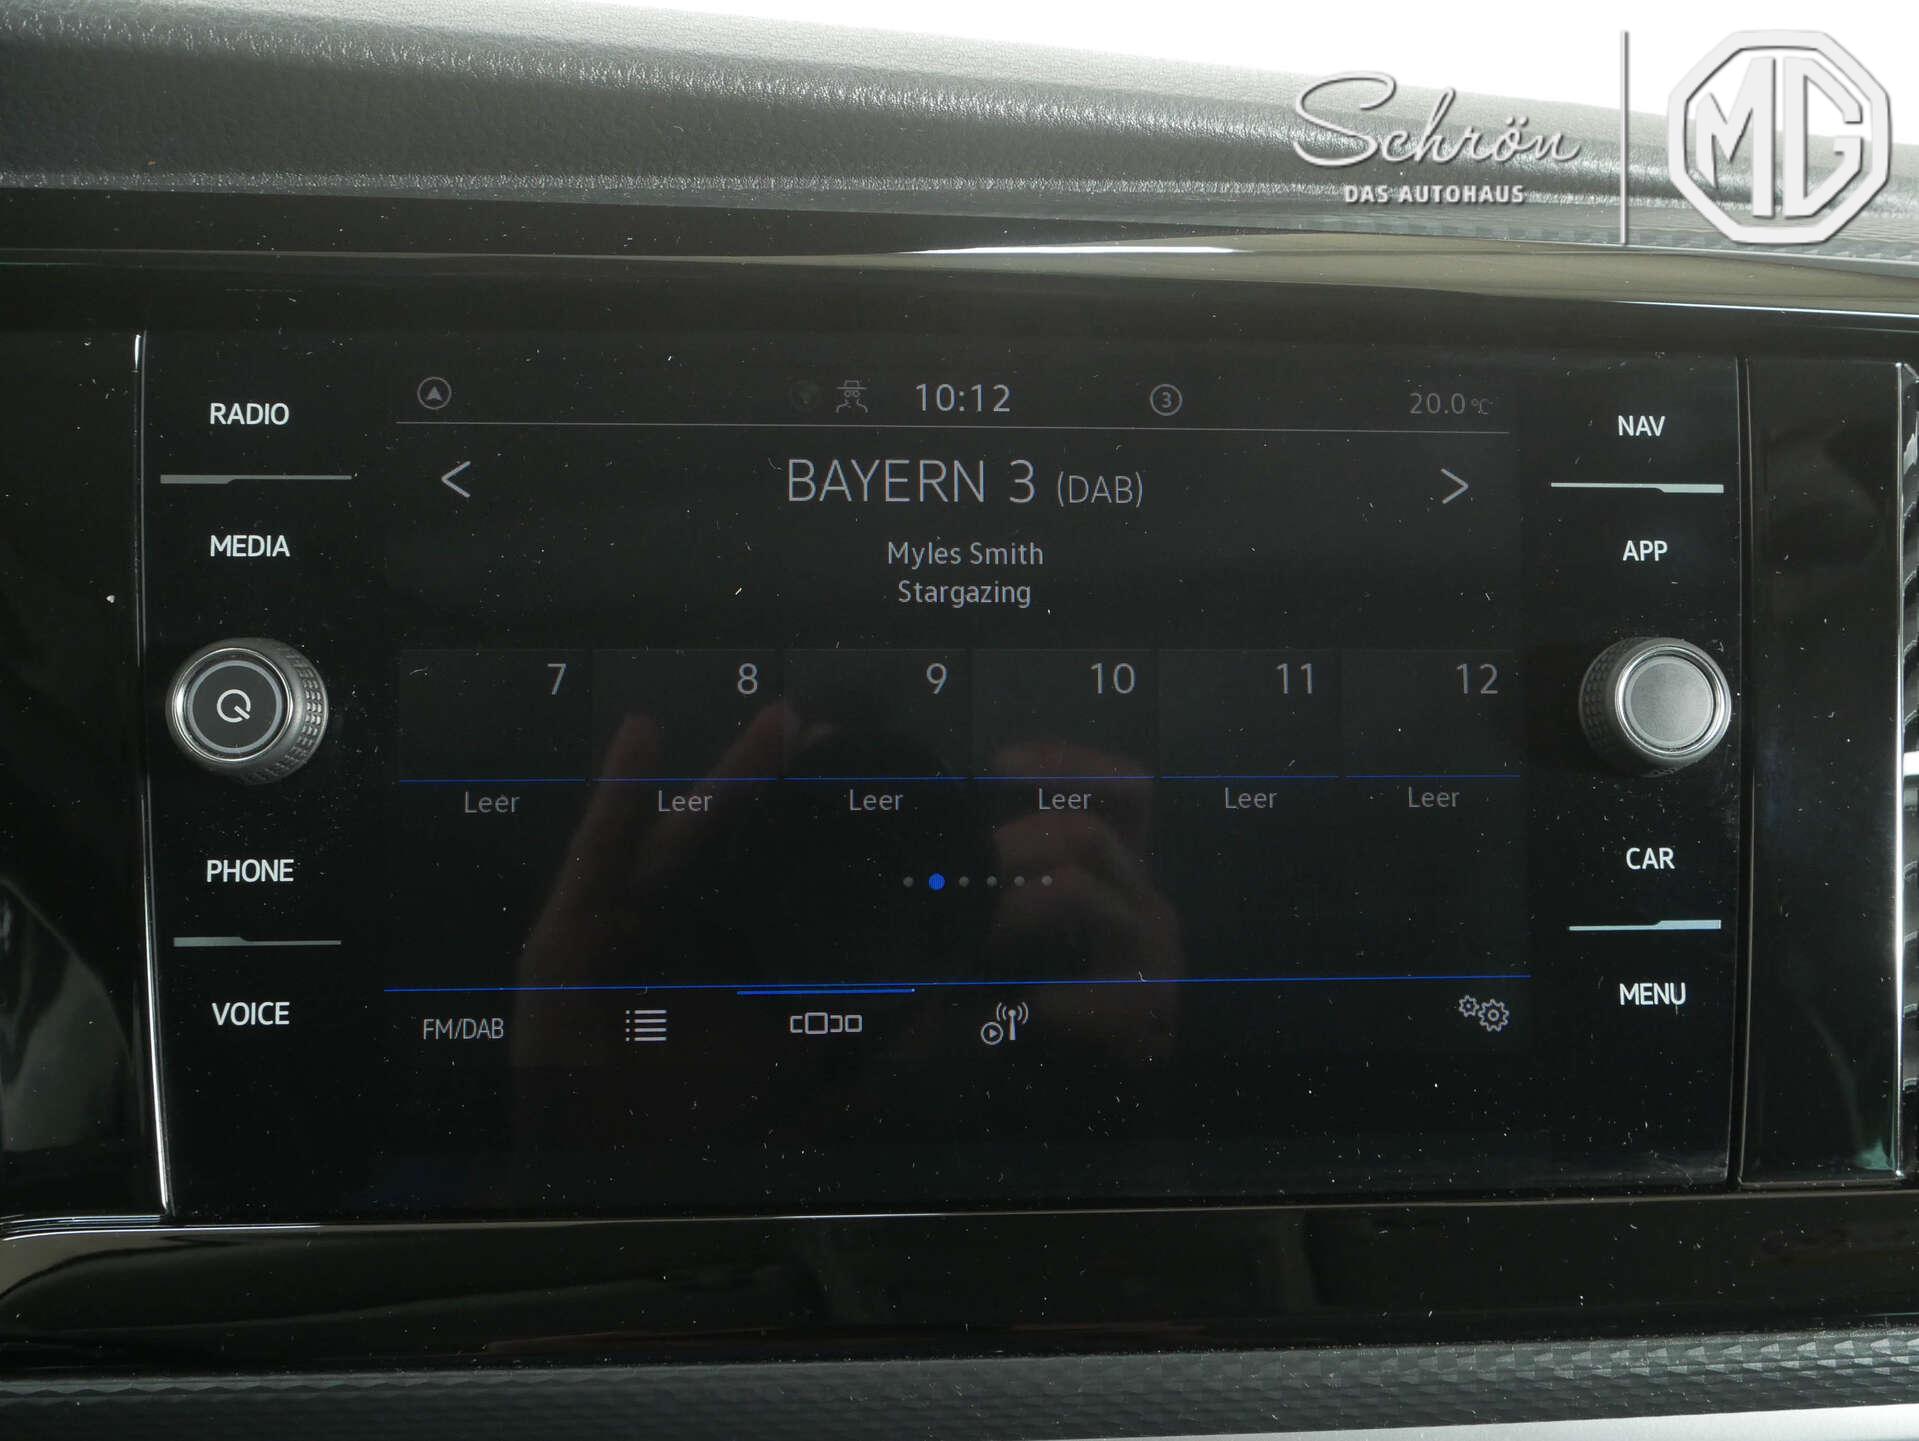 Schrön
DAS AUTOHAUS
MG
RADIO
MEDIA
PHONE
VOICE
10:12
3
20.0 °C
< BAYERN 3 (DAB) >
Myles Smith
Stargazing
7 8 9 10 11 12
Leer Leer Leer Leer Leer Leer
FM/DAB
NAV
APP
CAR
MENU